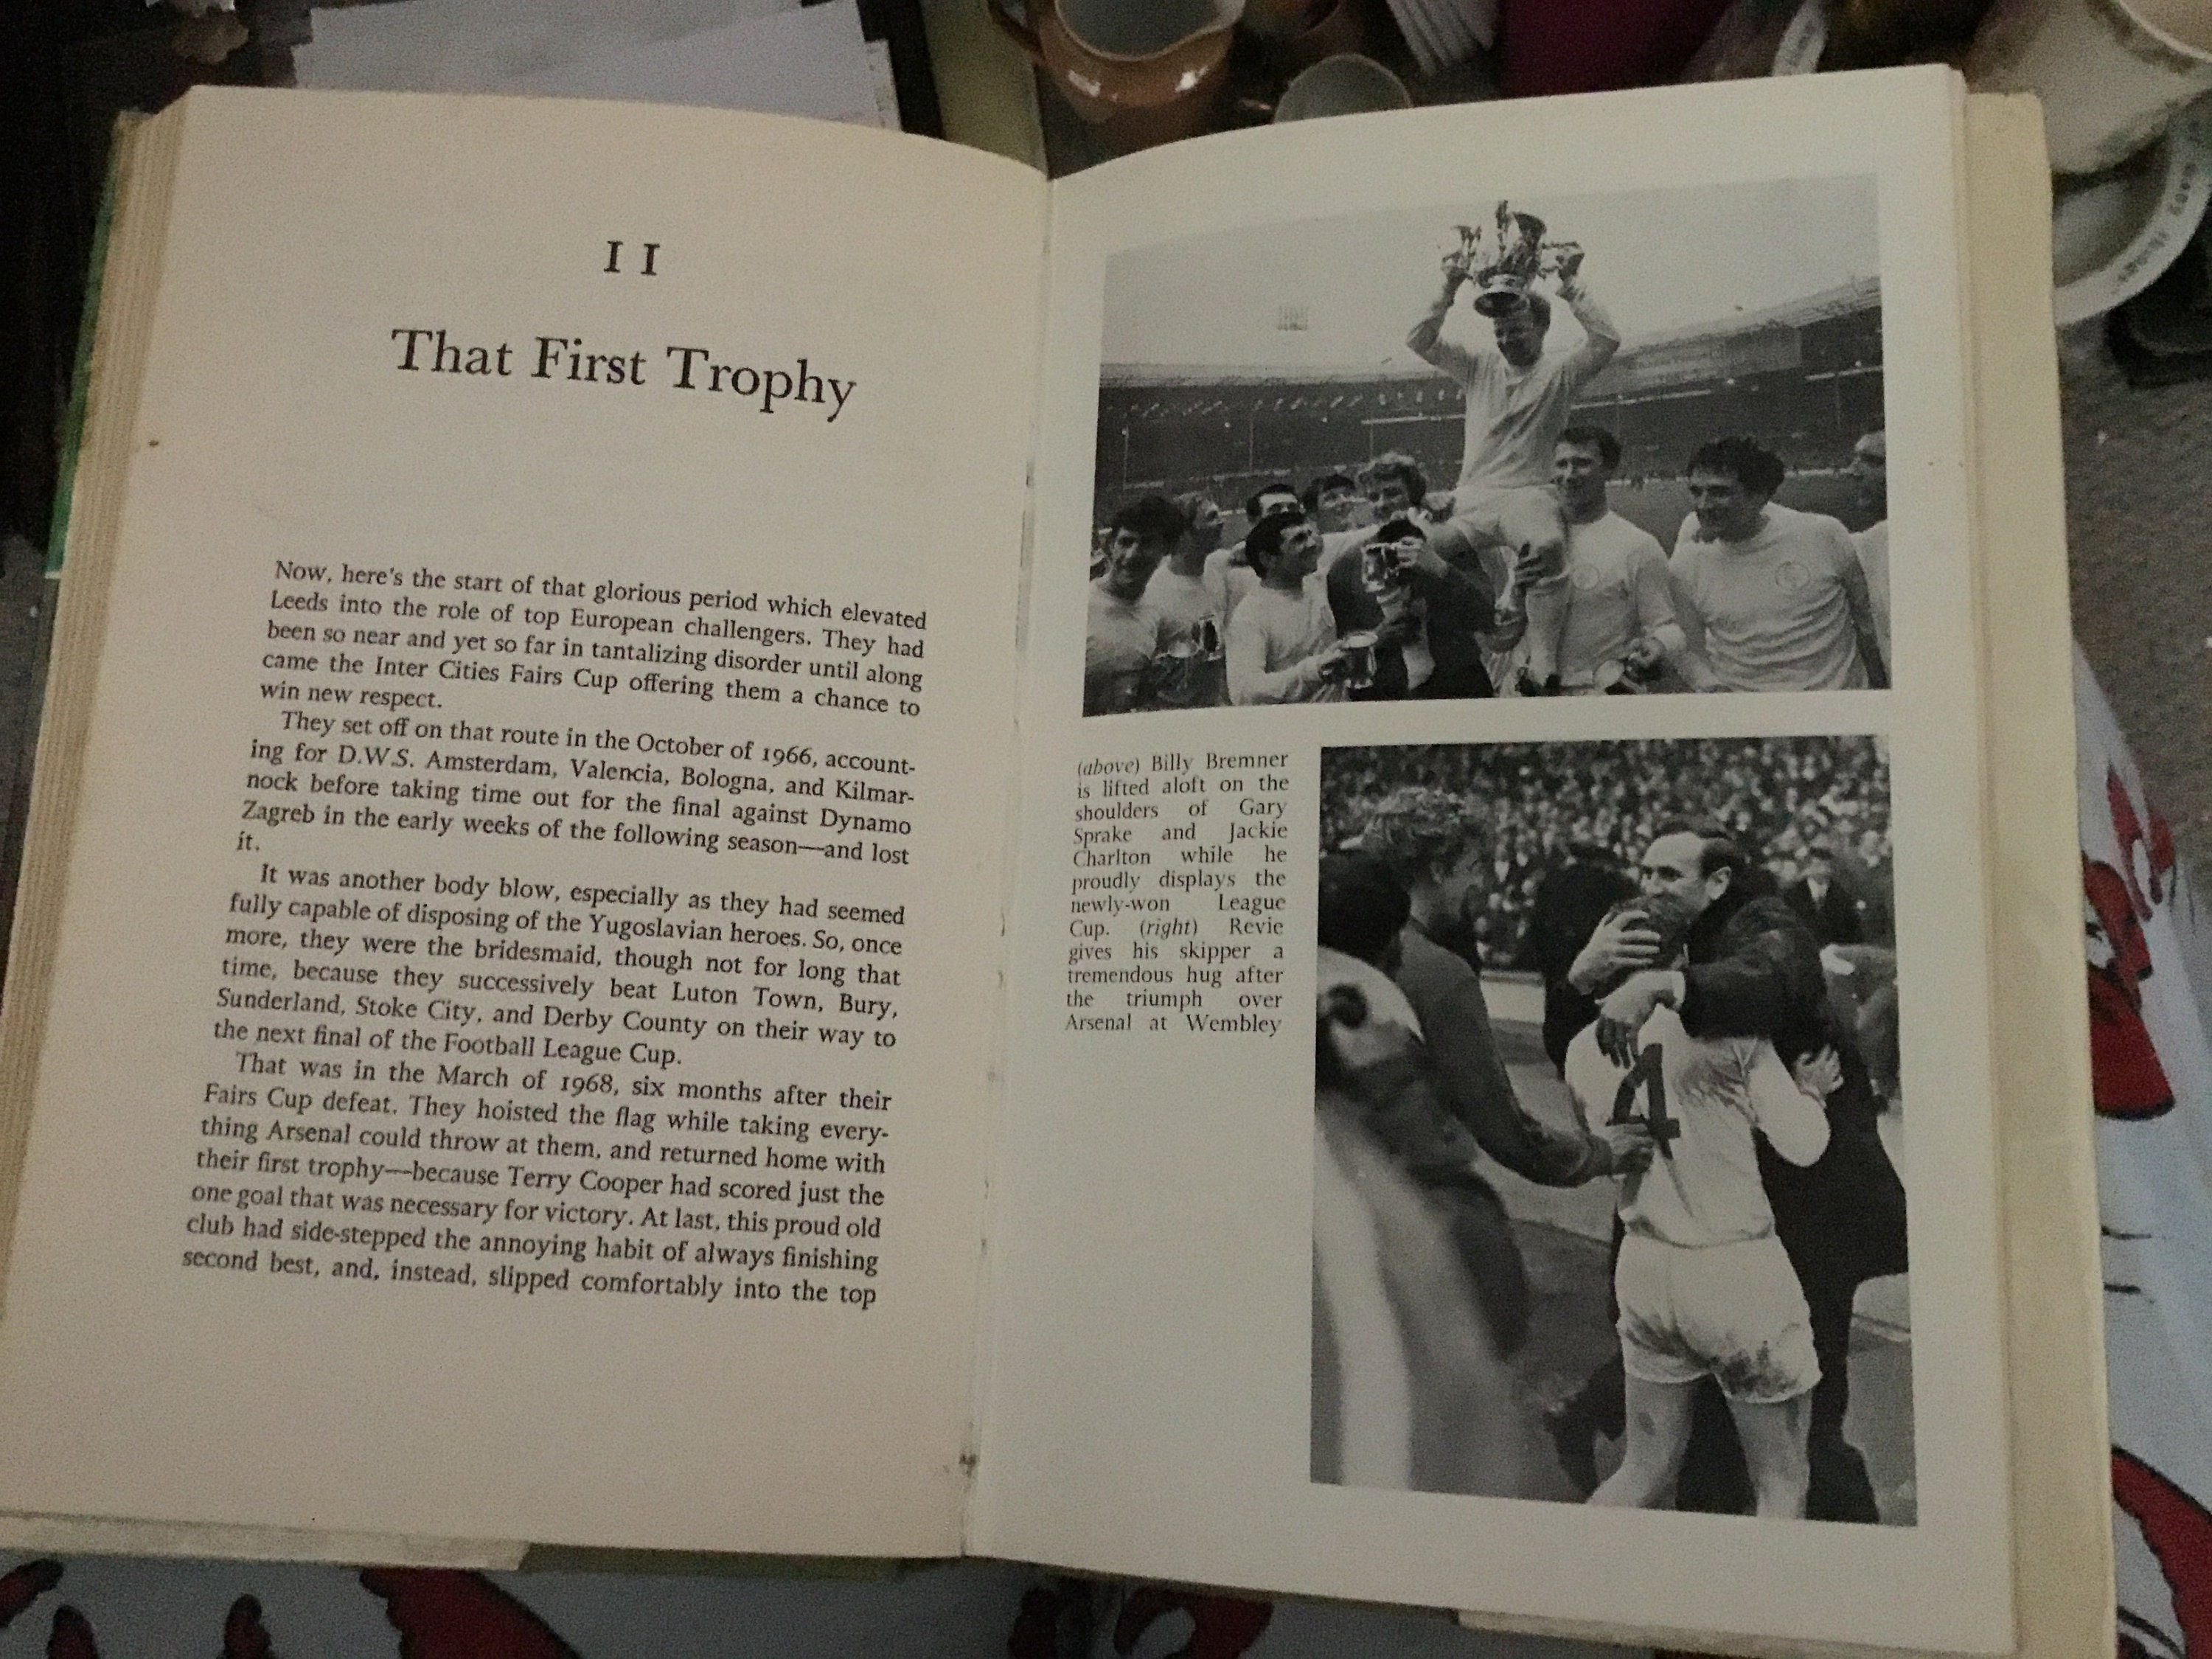 11
That First Trophy
Now, here's the start of that glorious period which elevated
Leeds into the role of top European challengers. They had
been so near and yet so far in tantalizing disorder until along
came the Inter Cities Fairs Cup offering them a chance to
win new respect.
They set off on that route in the October of 1966, account-
ing for D.W.S. Amsterdam, Valencia, Bologna, and Kilmar-
nock before taking time out for the final against Dynamo
Zagreb in the early weeks of the following season—and lost
it.
It was another body blow, especially as they had seemed
fully capable of disposing of the Yugoslavian heroes. So, once
more, they were the bridesmaid, though not for long that
time, because they successively beat Luton Town, Bury,
Sunderland, Stoke City, and Derby County on their way to
the next final of the Football League Cup.
That was in the March of 1968, six months after their
Fairs Cup defeat. They hoisted the flag while taking every-
thing Arsenal could throw at them, and returned home with
their first trophy—because Terry Cooper had scored just the
one goal that was necessary for victory. At last, this proud old
club had side-stepped the annoying habit of always finishing
second best, and, instead, slipped comfortably into the top
(above) Billy Bremner
is lifted aloft on the
shoulders of Gary
Sprake and Jackie
Charlton while he
proudly displays the
newly-won League
Cup. (right) Revie
gives his skipper a
tremendous hug after
the triumph over
Arsenal at Wembley
4